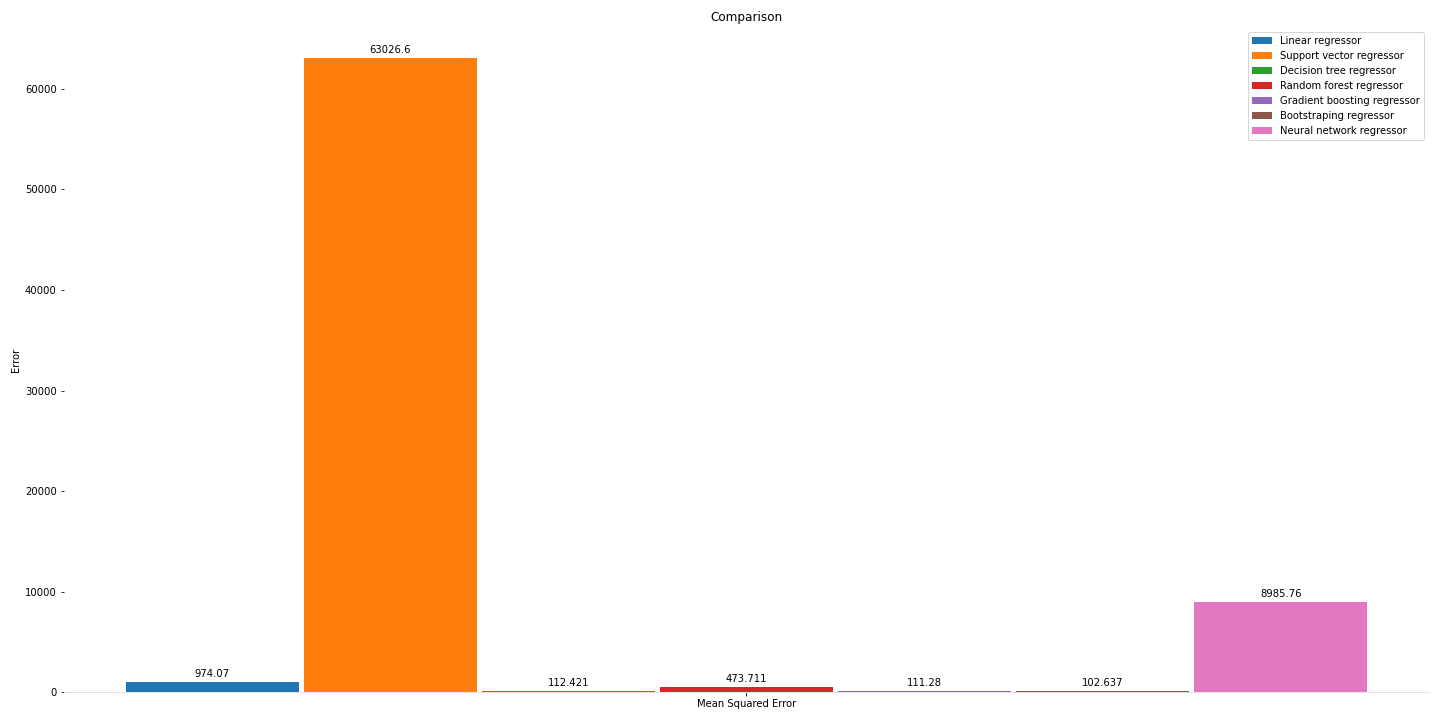 Comparison
63026.6
Linear regressor
Support vector regressor
Decision tree regressor
Random forest regressor
Gradient boosting regressor
Bootstraping regressor
Neural network regressor
60000
50000
40000
Error
30000
20000
10000
8985.76
974.07
112.421
473.711
111.28
102.637
0
Mean Squared Error